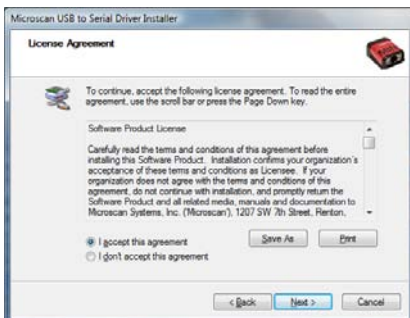 Microscan USB to Serial Driver Installer
License Agreement
To continue, accept the following license agreement. To read the entire
agreement, use the scroll bar or press the Page Down key.
Software Product License
Carefully read the terms and conditions of this agreement before
installing this Software Product. Installation confirms your organization's
acceptance of these terms and conditions as Licensee. If your
organization does not agree with the terms and conditions of this
agreement, do not continue with installation, and promptly return the
Software Product and all related media, manuals and documentation to
Microscan Systems, Inc. ('Microscan'), 1207 SW 7th Street, Renton,
I accept this agreement
I don't accept this agreement
Save As
Print
< Back
Next >
Cancel